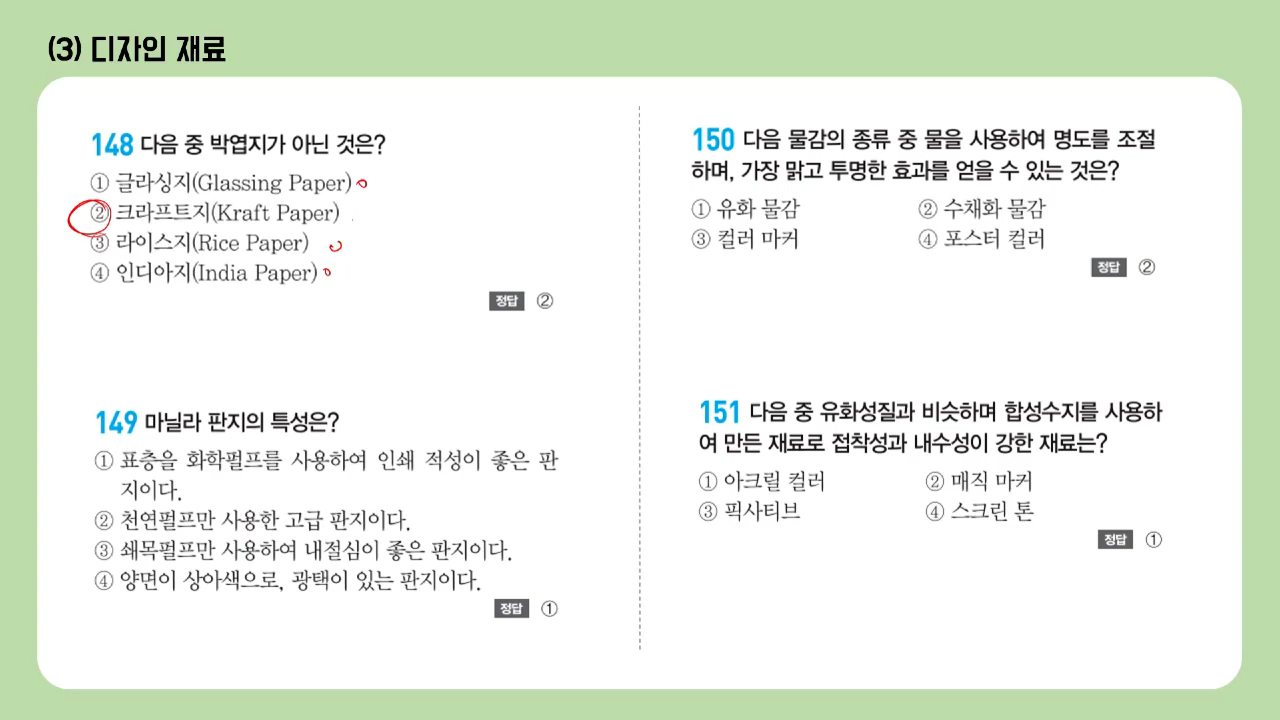 (3) 디자인 재료
148 다음 중 박엽지가 아닌 것은?
① 글라싱지(Glassing Paper)
② 크라프트지(Kraft Paper)
③ 라이스지(Rice Paper)
④ 인디아지(India Paper)
정답 ②
149 마닐라 판지의 특성은?
① 표층을 화학펄프를 사용하여 인쇄 적성이 좋은 판
지이다.
② 천연펄프만 사용한 고급 판지이다.
③ 쇄목펄프만 사용하여 내절심이 좋은 판지이다.
④ 양면이 상아색으로, 광택이 있는 판지이다.
정답 ①
150 다음 물감의 종류 중 물을 사용하여 명도를 조절
하며, 가장 맑고 투명한 효과를 얻을 수 있는 것은?
① 유화 물감 ② 수채화 물감
③ 컬러 마커 ④ 포스터 컬러
정답 ②
151 다음 중 유화성질과 비슷하며 합성수지를 사용하
여 만든 재료로 접착성과 내수성이 강한 재료는?
① 아크릴 컬러 ② 매직 마커
③ 픽사티브 ④ 스크린 톤
정답 ①